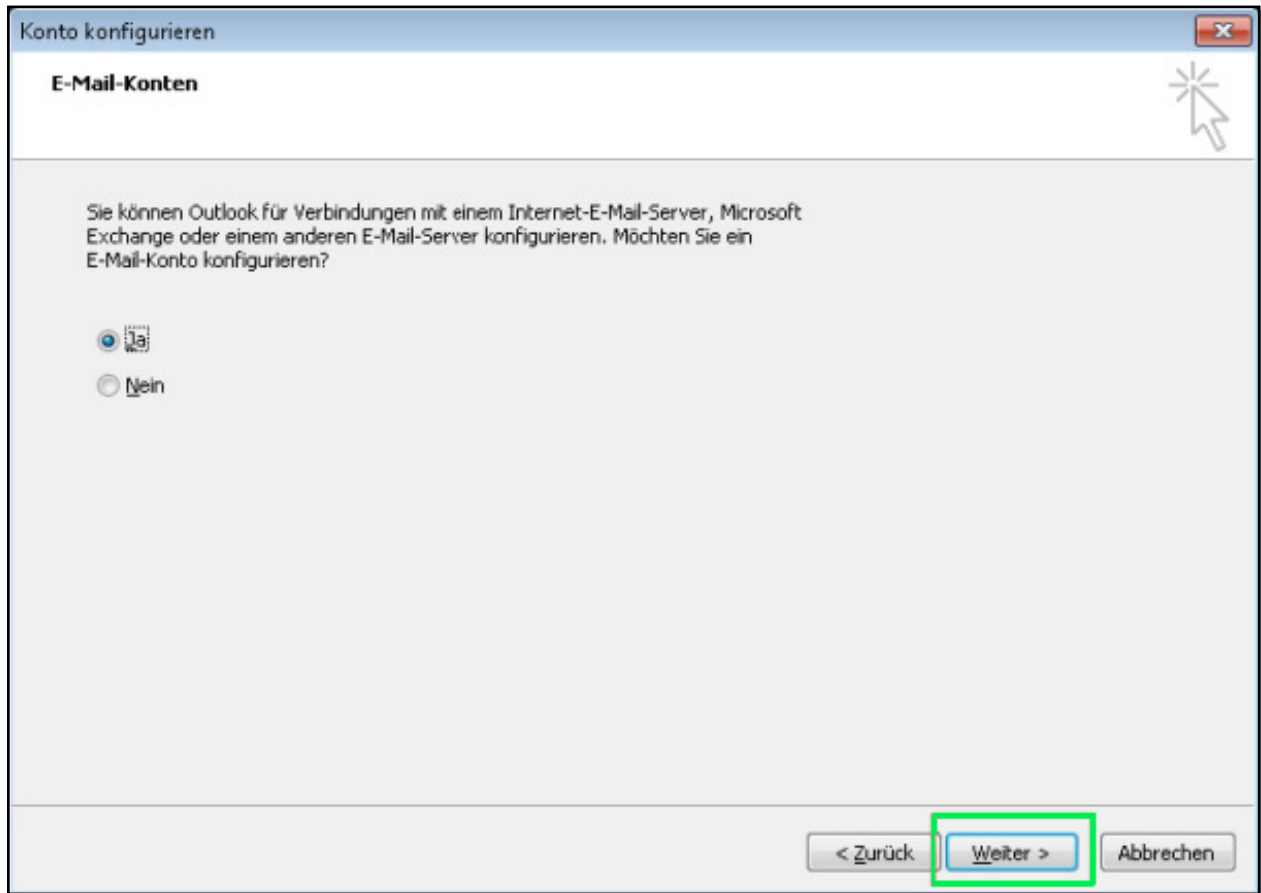 Konto konfigurieren
E-Mail-Konten
Sie können Outlook für Verbindungen mit einem Internet-E-Mail-Server, Microsoft
Exchange oder einem anderen E-Mail-Server konfigurieren. Möchten Sie ein
E-Mail-Konto konfigurieren?
Ja
Nein
< Zurück Weiter > Abbrechen